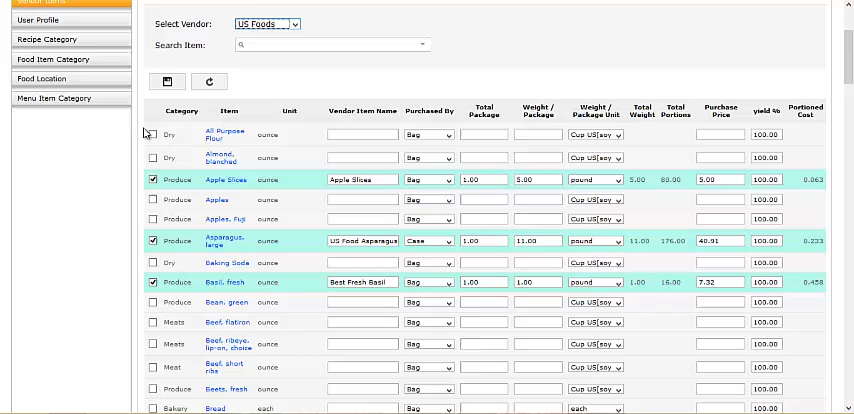 Vendor Items
User Profile
Recipe Category
Food Item Category
Food Location
Menu Item Category
Select Vendor: US Foods
Search Item:
Category Item Unit Vendor Item Name Purchased By Total Package Weight / Package Weight / Package Unit Total Weight Total Portions Purchase Price yield % Portioned Cost
Dry All Purpose Flour ounce Bag Cup US[soy 100.00
Dry Almond, blanched ounce Bag Cup US[soy 100.00
Produce Apple Slices ounce Apple Slices Bag 1.00 5.00 pound 5.00 80.00 5.00 100.00 0.063
Produce Apples ounce Bag Cup US[soy 100.00
Produce Apples, Fuji ounce Bag Cup US[soy 100.00
Produce Asparagus, large ounce US Food Asparagus Case 1.00 11.00 pound 11.00 176.00 40.91 100.00 0.233
Dry Baking Soda ounce Bag Cup US[soy 100.00
Produce Basil, fresh ounce Best Fresh Basil Bag 1.00 1.00 pound 1.00 16.00 7.32 100.00 0.458
Produce Bean, green ounce Bag Cup US[soy 100.00
Meats Beef, flatiron ounce Bag Cup US[soy 100.00
Meats Beef, ribeye, lip-on, choice ounce Bag Cup US[soy 100.00
Meat Beef, short ribs ounce Bag Cup US[soy 100.00
Produce Beets, fresh ounce Bag Cup US[soy 100.00
Bakery Bread each Bag each 100.00